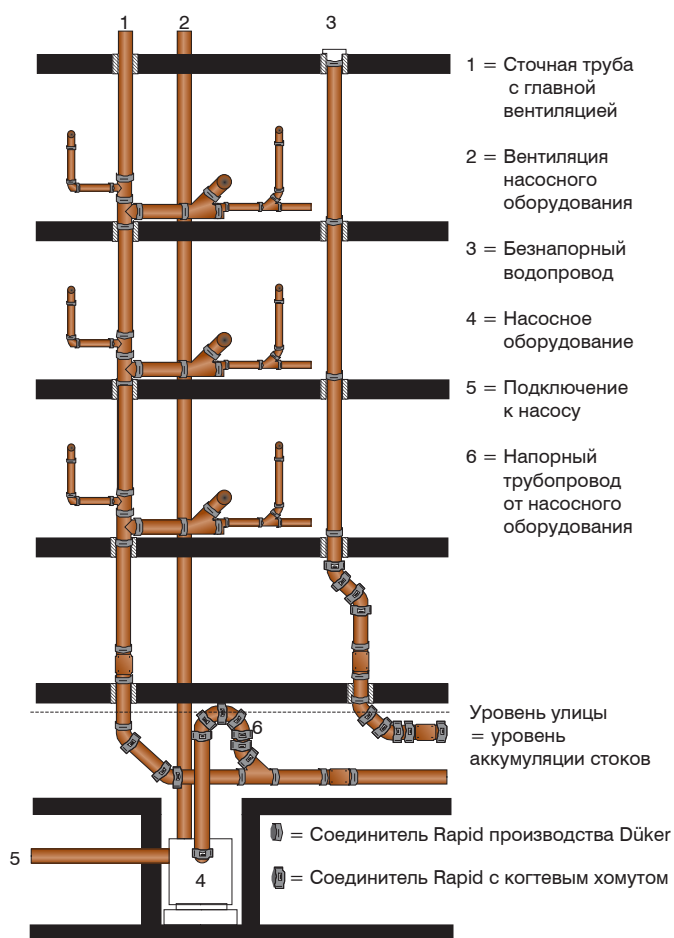 1
2
3
1 = Сточная труба
с главной
вентиляцией
2 = Вентиляция
насосного
оборудования
3 = Безнапорный
водопровод
4 = Насосное
оборудование
5 = Подключение
к насосу
6 = Напорный
трубопровод
от насосного
оборудования
6
Уровень улицы
= уровень
аккумуляции стоков
5
4
= Соединитель Rapid производства Düker
= Соединитель Rapid с когтевым хомутом